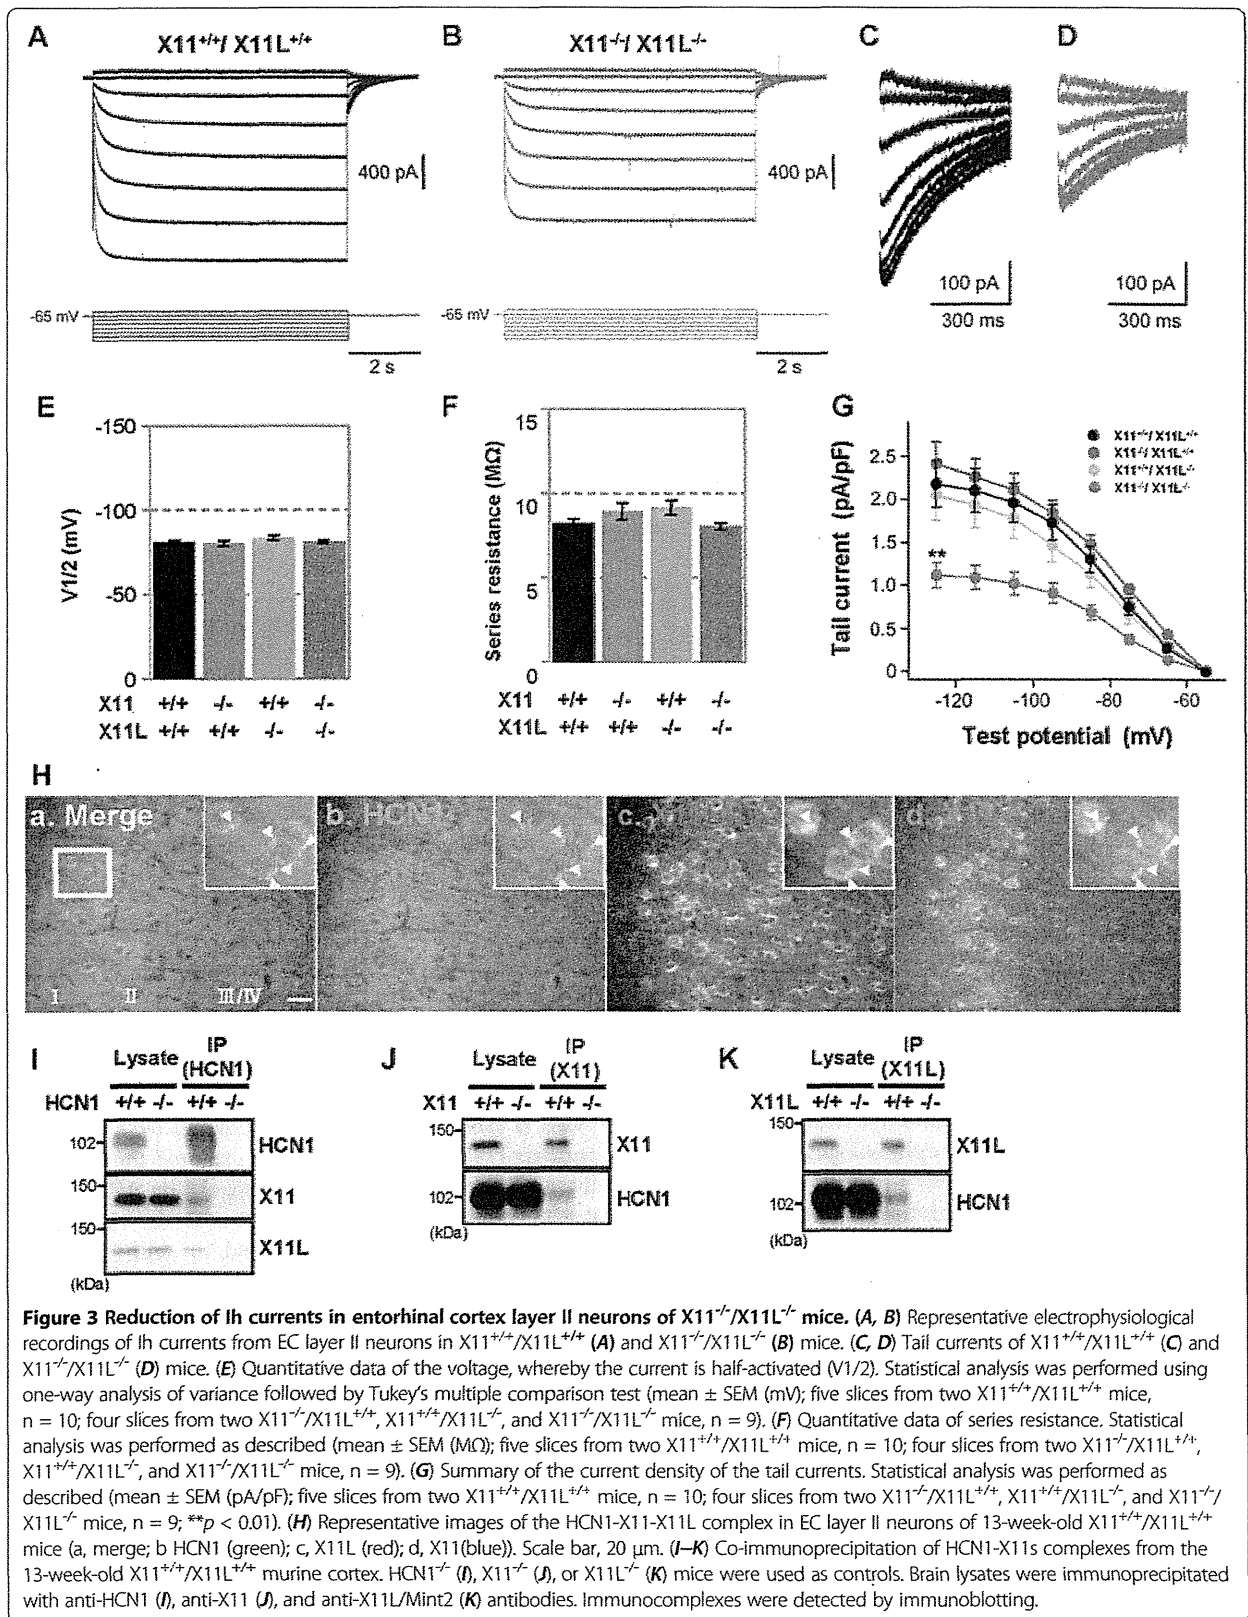 A
X11+/+/ X11L+/+
B
X11-/-/ X11L-/-
C
D
400 pA
400 pA
100 pA
300 ms
100 pA
300 ms
-65 mV
2 s
-65 mV
2 s
E
V1/2 (mV)
-150
-100
-50
0
X11 +/+ -/- +/+ -/-
X11L +/+ +/+ -/- -/-
F
Series resistance (MΩ)
15
10
5
0
X11 +/+ -/- +/+ -/-
X11L +/+ +/+ -/- -/-
G
Tail current (pA/pF)
2.5
2.0
1.5
1.0
0.5
0
**
X11+/+/ X11L+/+
X11-/-/ X11L+/+
X11+/+/ X11L-/-
X11-/-/ X11L-/-
-120 -100 -80 -60
Test potential (mV)
H
a. Merge
b. HCN1
c.
d
I II III/IV
I
Lysate IP (HCN1)
HCN1 +/+ -/- +/+ -/-
102 HCN1
150 X11
150 X11L
(kDa)
J
Lysate IP (X11)
X11 +/+ -/- +/+ -/-
150 X11
102 HCN1
(kDa)
K
Lysate IP (X11L)
X11L +/+ -/- +/+ -/-
150 X11L
102 HCN1
(kDa)
Figure 3 Reduction of Ih currents in entorhinal cortex layer II neurons of X11-/-/X11L-/- mice. (A, B) Representative electrophysiological
recordings of Ih currents from EC layer II neurons in X11+/+/X11L+/+ (A) and X11-/-/X11L-/- (B) mice. (C, D) Tail currents of X11+/+/X11L+/+ (C) and
X11-/-/X11L-/- (D) mice. (E) Quantitative data of the voltage, whereby the current is half-activated (V1/2). Statistical analysis was performed using
one-way analysis of variance followed by Tukey's multiple comparison test (mean ± SEM (mV); five slices from two X11+/+/X11L+/+ mice,
n = 10; four slices from two X11-/-/X11L+/+, X11+/+/X11L-/-, and X11-/-/X11L-/- mice, n = 9). (F) Quantitative data of series resistance. Statistical
analysis was performed as described (mean ± SEM (MΩ); five slices from two X11+/+/X11L+/+ mice, n = 10; four slices from two X11-/-/X11L+/+,
X11+/+/X11L-/-, and X11-/-/X11L-/- mice, n = 9). (G) Summary of the current density of the tail currents. Statistical analysis was performed as
described (mean ± SEM (pA/pF); five slices from two X11+/+/X11L+/+ mice, n = 10; four slices from two X11-/-/X11L+/+, X11+/+/X11L-/-, and X11-/-/
X11L-/- mice, n = 9; **p < 0.01). (H) Representative images of the HCN1-X11-X11L complex in EC layer II neurons of 13-week-old X11+/+/X11L+/+
mice (a, merge; b HCN1 (green); c, X11L (red); d, X11(blue)). Scale bar, 20 μm. (I–K) Co-immunoprecipitation of HCN1-X11s complexes from the
13-week-old X11+/+/X11L+/+ murine cortex. HCN1-/- (I), X11-/- (J), or X11L-/- (K) mice were used as controls. Brain lysates were immunoprecipitated
with anti-HCN1 (I), anti-X11 (J), and anti-X11L/Mint2 (K) antibodies. Immunocomplexes were detected by immunoblotting.